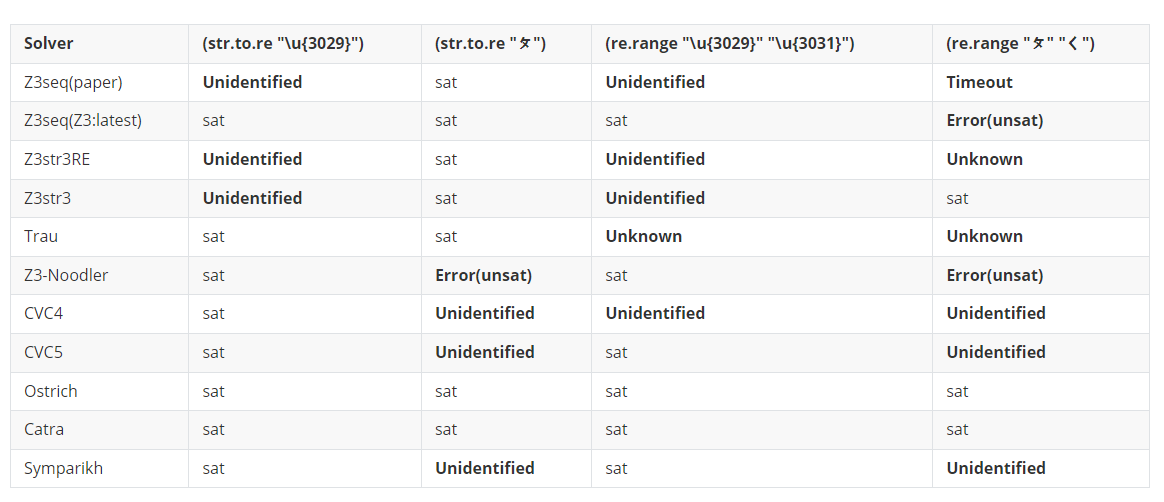 Solver (str.to.re "\u{3029}") (str.to.re "〩") (re.range "\u{3029}" "\u{3031}") (re.range "〩" "〱")
Z3seq(paper) Unidentified sat Unidentified Timeout
Z3seq(Z3:latest) sat sat sat Error(unsat)
Z3str3RE Unidentified sat Unidentified Unknown
Z3str3 Unidentified sat Unidentified sat
Trau sat sat Unknown Unknown
Z3-Noodler sat Error(unsat) sat Error(unsat)
CVC4 sat Unidentified Unidentified Unidentified
CVC5 sat Unidentified sat Unidentified
Ostrich sat sat sat sat
Catra sat sat sat sat
Symparikh sat Unidentified sat Unidentified